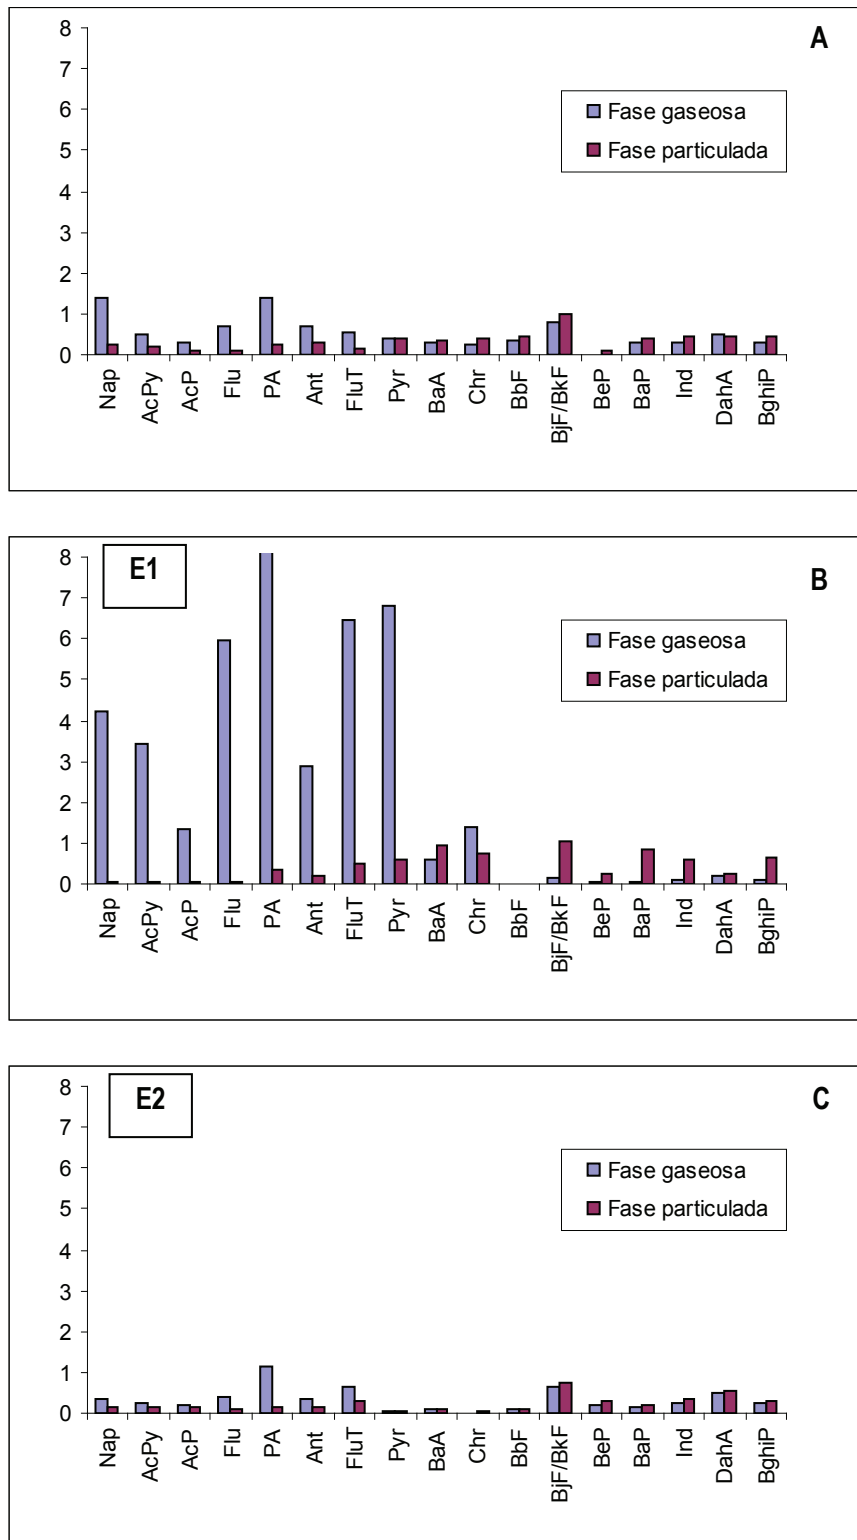 A
8
7
6
5
4
3
2
1
0
Fase gaseosa
Fase particulada
Nap
AcPy
AcP
Flu
PA
Ant
FluT
Pyr
BaA
Chr
BbF
BjF/BkF
BeP
BaP
Ind
DahA
BghiP
E1
B
8
7
6
5
4
3
2
1
0
Fase gaseosa
Fase particulada
Nap
AcPy
AcP
Flu
PA
Ant
FluT
Pyr
BaA
Chr
BbF
BjF/BkF
BeP
BaP
Ind
DahA
BghiP
E2
C
8
7
6
5
4
3
2
1
0
Fase gaseosa
Fase particulada
Nap
AcPy
AcP
Flu
PA
Ant
FluT
Pyr
BaA
Chr
BbF
BjF/BkF
BeP
BaP
Ind
DahA
BghiP